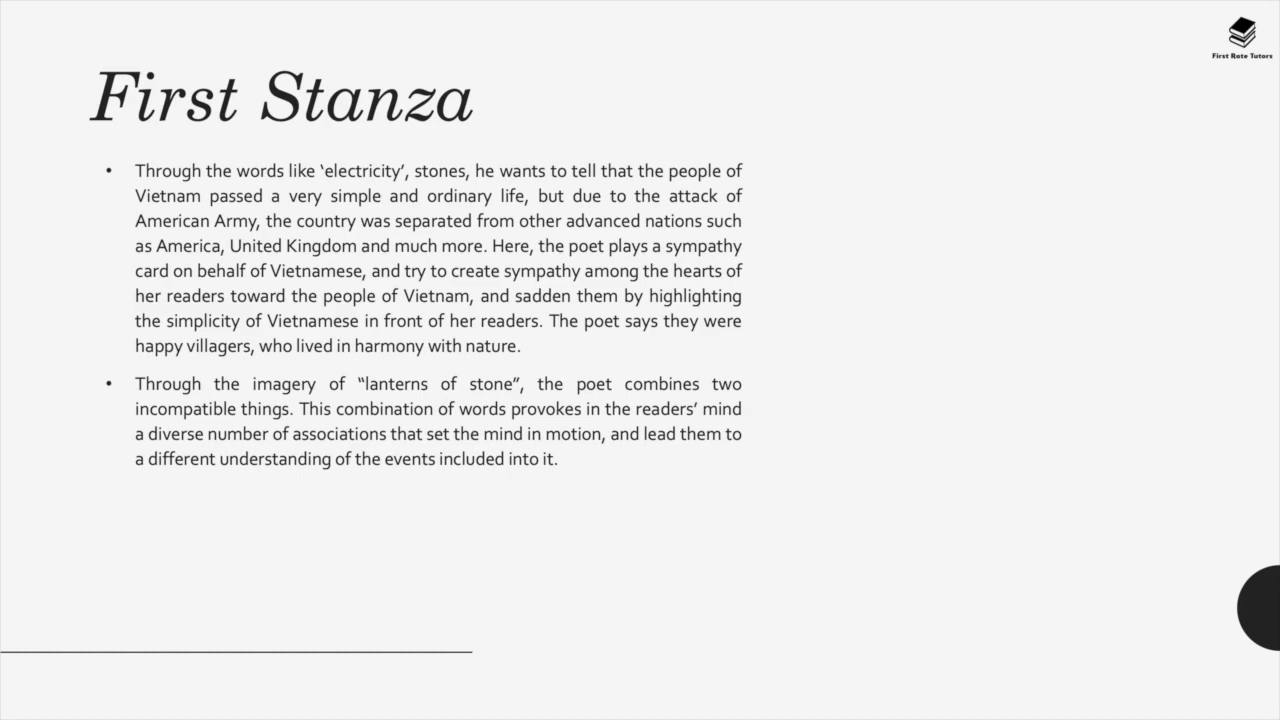 First Rate Tutors
First Stanza
• Through the words like ‘electricity’, stones, he wants to tell that the people of
Vietnam passed a very simple and ordinary life, but due to the attack of
American Army, the country was separated from other advanced nations such
as America, United Kingdom and much more. Here, the poet plays a sympathy
card on behalf of Vietnamese, and try to create sympathy among the hearts of
her readers toward the people of Vietnam, and sadden them by highlighting
the simplicity of Vietnamese in front of her readers. The poet says they were
happy villagers, who lived in harmony with nature.
• Through the imagery of “lanterns of stone”, the poet combines two
incompatible things. This combination of words provokes in the readers’ mind
a diverse number of associations that set the mind in motion, and lead them to
a different understanding of the events included into it.